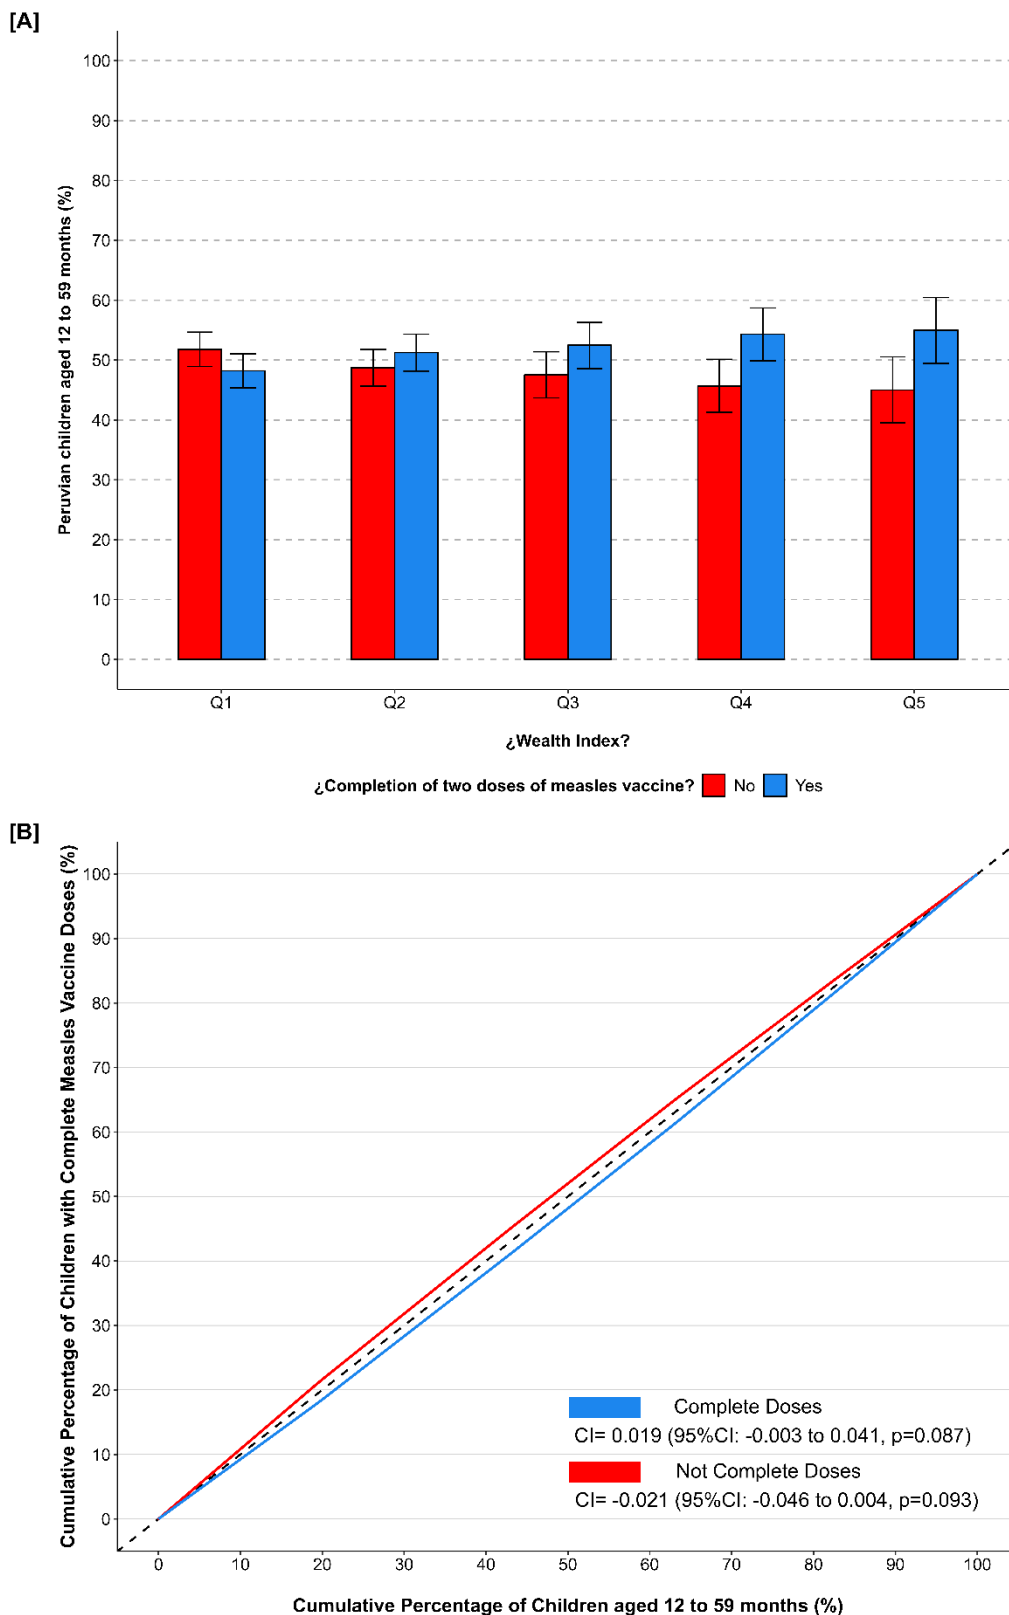 [A]
Peruvian children aged 12 to 59 months (%)
100
90
80
70
60
50
40
30
20
10
0
Q1 Q2 Q3 Q4 Q5
¿Wealth Index?
¿Completion of two doses of measles vaccine? No Yes
[B]
Cumulative Percentage of Children with Complete Measles Vaccine Doses (%)
100
90
80
70
60
50
40
30
20
10
0
Complete Doses
CI= 0.019 (95%CI: -0.003 to 0.041, p=0.087)
Not Complete Doses
CI= -0.021 (95%CI: -0.046 to 0.004, p=0.093)
0 10 20 30 40 50 60 70 80 90 100
Cumulative Percentage of Children aged 12 to 59 months (%)